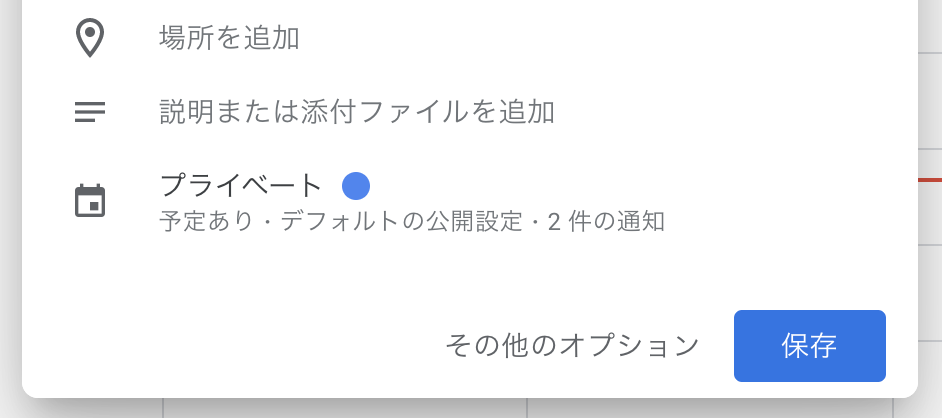 場所を追加
説明または添付ファイルを追加
プライベート
予定あり・デフォルトの公開設定・2 件の通知
その他のオプション
保存